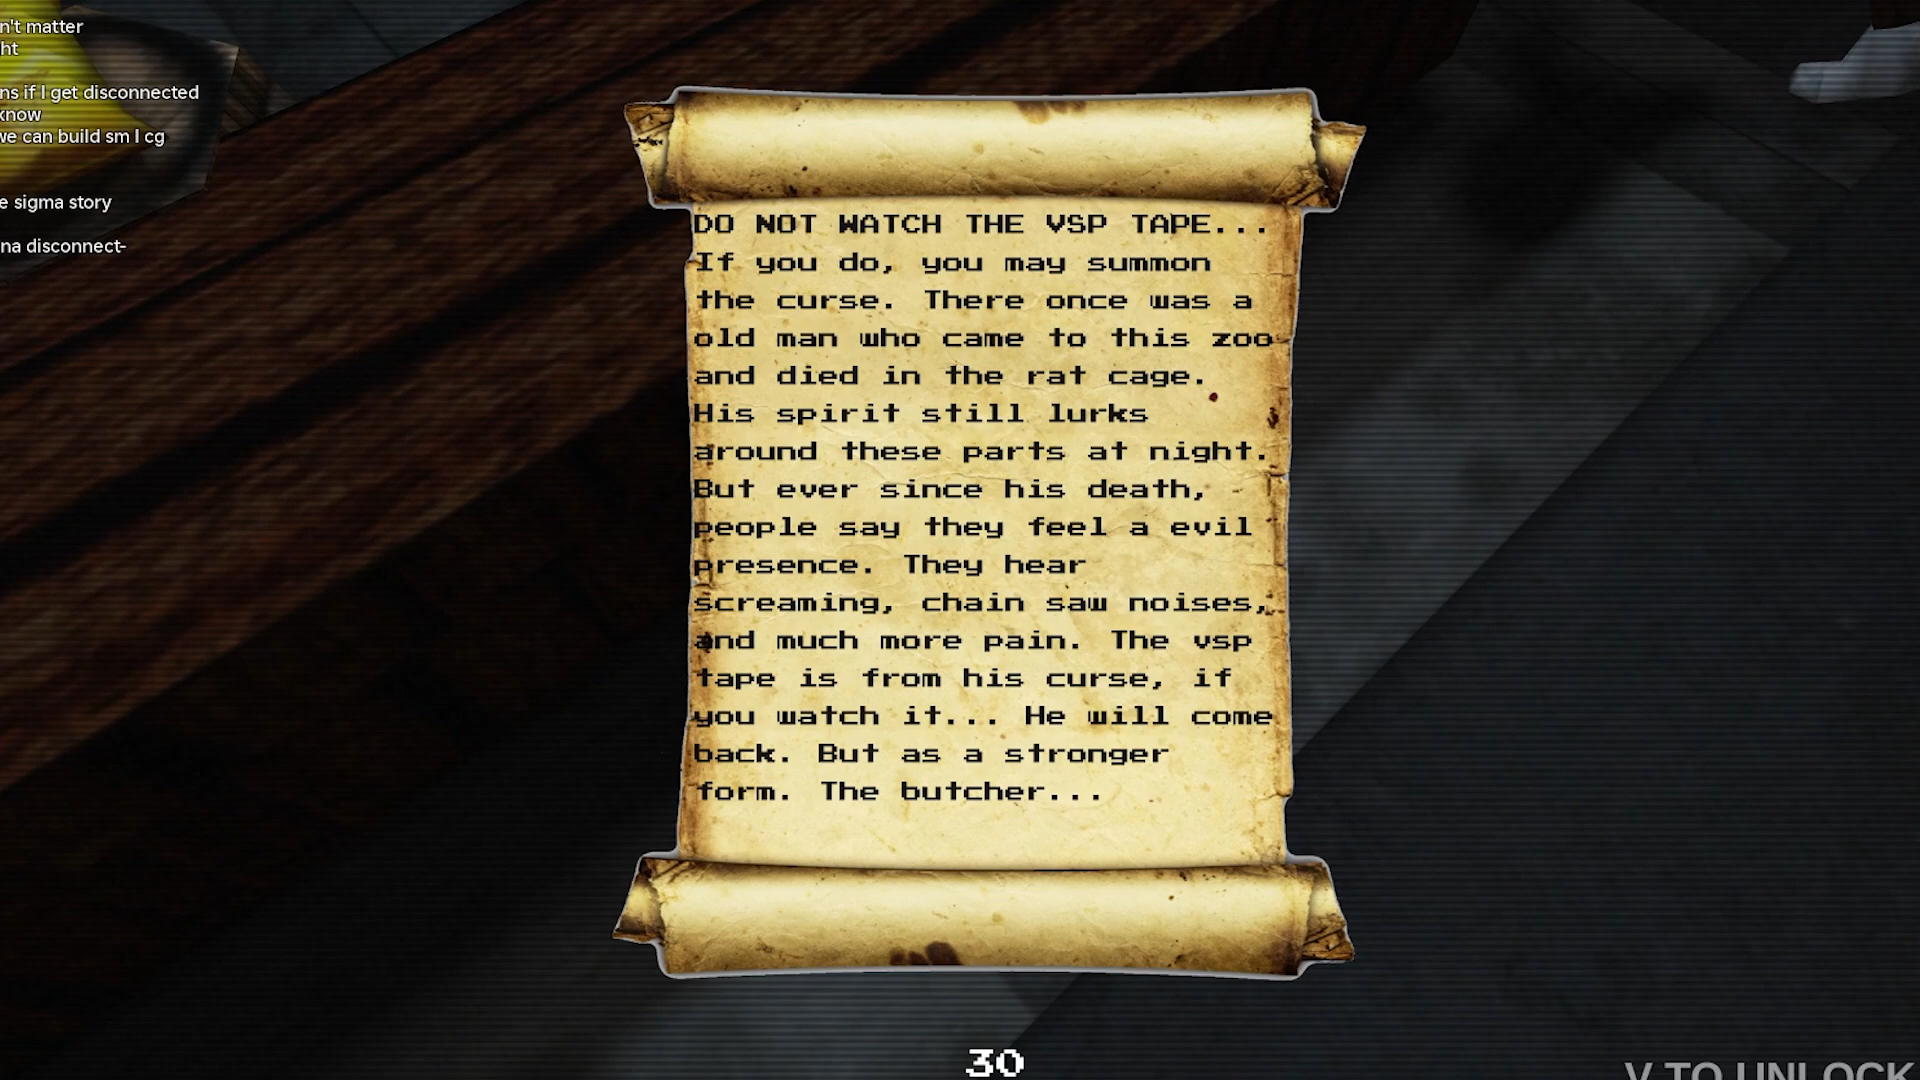 n't matter
ht
ns if I get disconnected
know
we can build sm I cg
e sigma story
na disconnect-
DO NOT WATCH THE VSP TAPE...
If you do, you may summon
the curse. There once was a
old man who came to this zoo
and died in the rat cage.
His spirit still lurks
around these parts at night.
But ever since his death,
people say they feel a evil
presence. They hear
screaming, chain saw noises,
and much more pain. The vsp
tape is from his curse, if
you watch it... He will come
back. But as a stronger
form. The butcher...
30
V TO UNLOCK